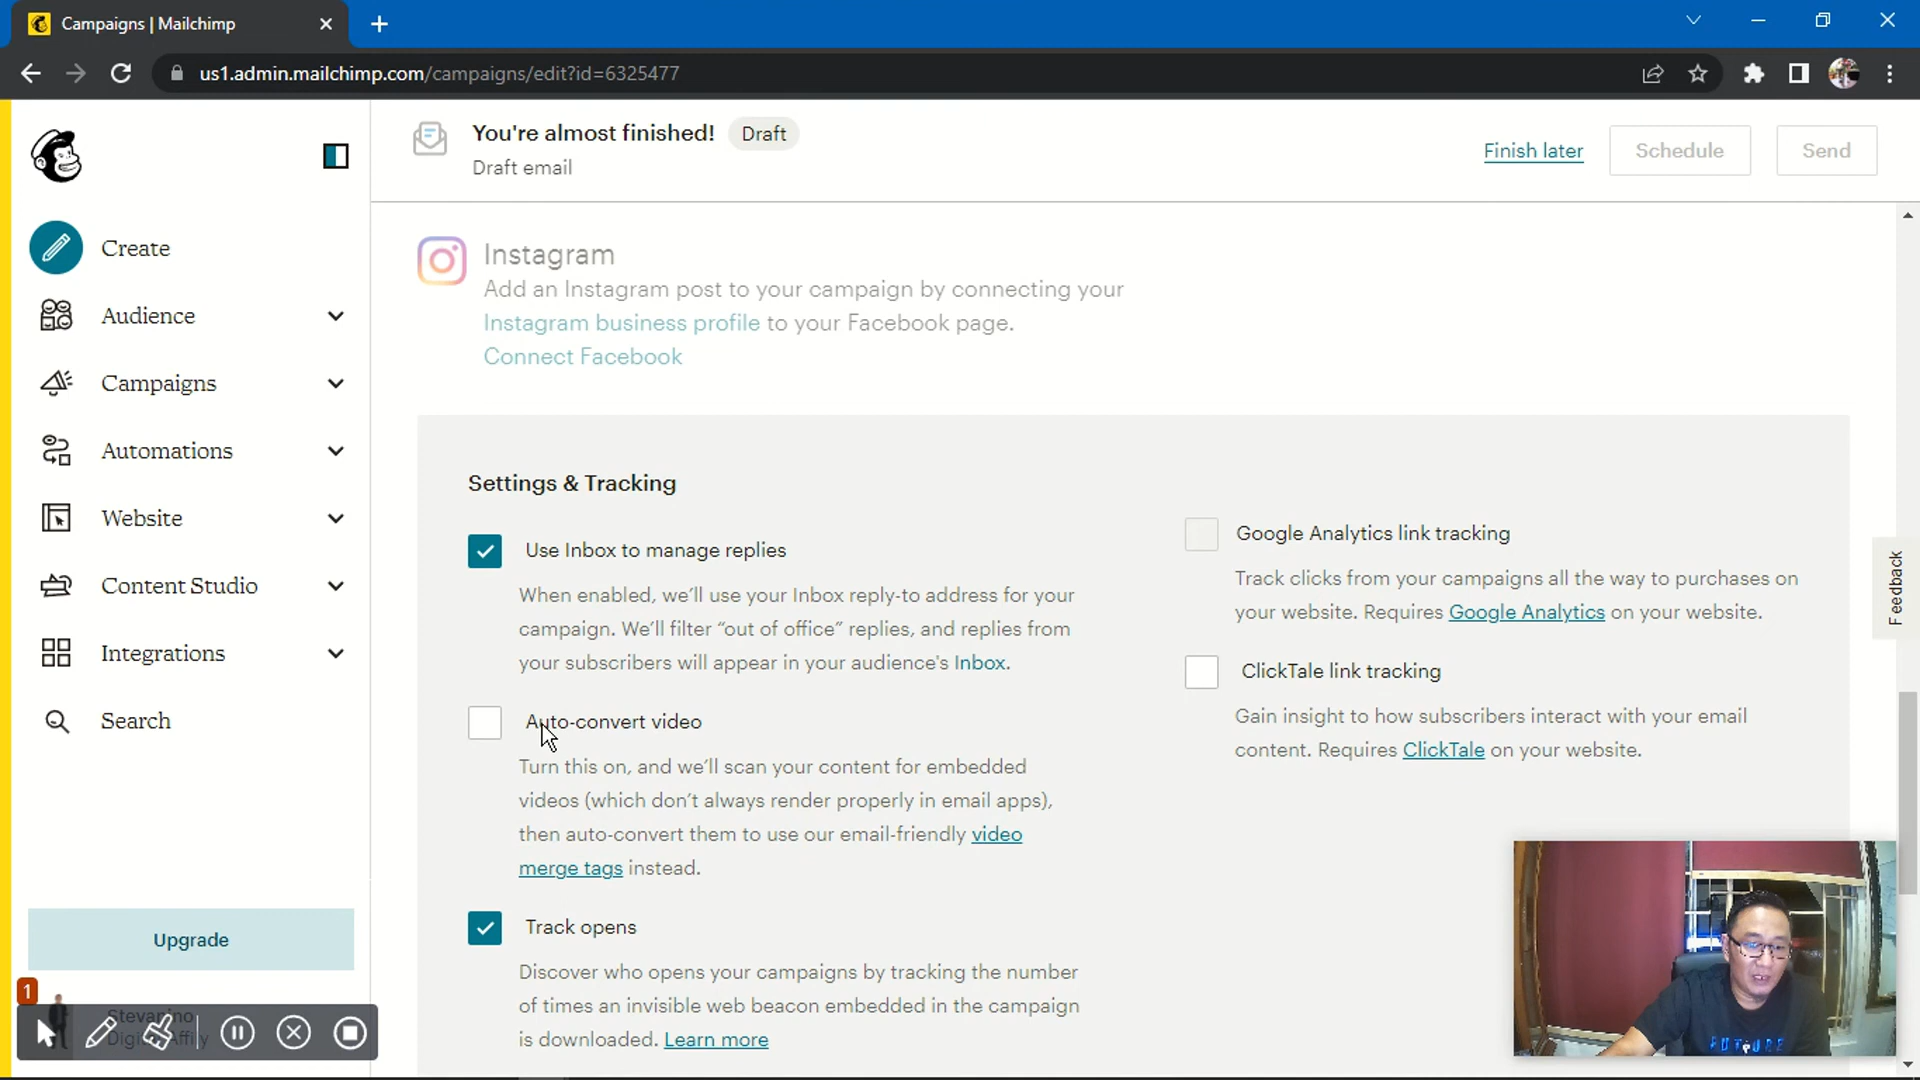 Campaigns | Mailchimp
us1.admin.mailchimp.com/campaigns/edit?id=6325477
You're almost finished! Draft
Draft email
Finish later
Schedule
Send
Create
Audience
Campaigns
Automations
Website
Content Studio
Integrations
Search
Upgrade
1
Instagram
Add an Instagram post to your campaign by connecting your
Instagram business profile to your Facebook page.
Connect Facebook
Settings & Tracking
Use Inbox to manage replies
When enabled, we’ll use your Inbox reply-to address for your
campaign. We’ll filter “out of office” replies, and replies from
your subscribers will appear in your audience's Inbox.
Auto-convert video
Turn this on, and we’ll scan your content for embedded
videos (which don’t always render properly in email apps),
then auto-convert them to use our email-friendly video
merge tags instead.
Track opens
Discover who opens your campaigns by tracking the number
of times an invisible web beacon embedded in the campaign
is downloaded. Learn more
Google Analytics link tracking
Track clicks from your campaigns all the way to purchases on
your website. Requires Google Analytics on your website.
ClickTale link tracking
Gain insight to how subscribers interact with your email
content. Requires ClickTale on your website.
Feedback